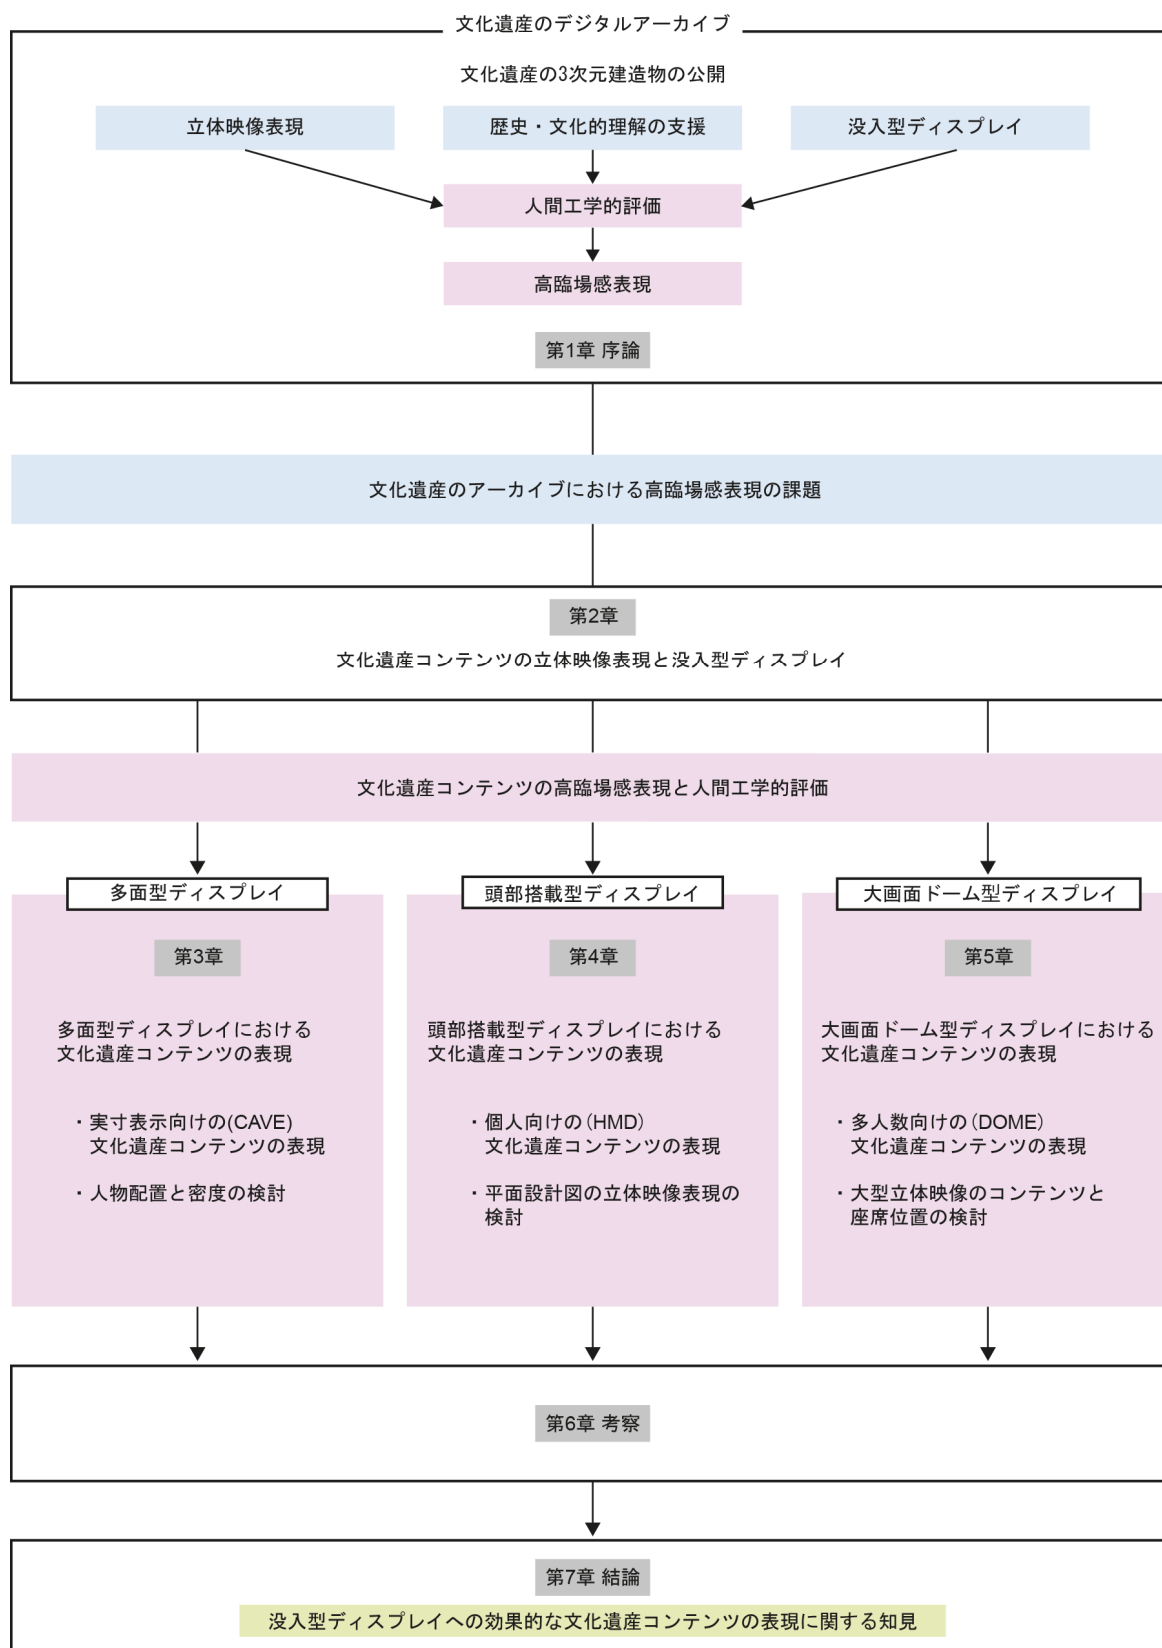 文化遺産のデジタルアーカイブ
文化遺産の3次元建造物の公開
立体映像表現
歴史・文化的理解の支援
没入型ディスプレイ
人間工学的評価
高臨場感表現
第1章 序論
文化遺産のアーカイブにおける高臨場感表現の課題
第2章
文化遺産コンテンツの立体映像表現と没入型ディスプレイ
文化遺産コンテンツの高臨場感表現と人間工学的評価
多面型ディスプレイ
第3章
多面型ディスプレイにおける
文化遺産コンテンツの表現
・実寸表示向けの(CAVE)
文化遺産コンテンツの表現
・人物配置と密度の検討
頭部搭載型ディスプレイ
第4章
頭部搭載型ディスプレイにおける
文化遺産コンテンツの表現
・個人向けの（HMD）
文化遺産コンテンツの表現
・平面設計図の立体映像表現の
検討
大画面ドーム型ディスプレイ
第5章
大画面ドーム型ディスプレイにおける
文化遺産コンテンツの表現
・多人数向けの（DOME）
文化遺産コンテンツの表現
・大型立体映像のコンテンツと
座席位置の検討
第6章 考察
第7章 結論
没入型ディスプレイへの効果的な文化遺産コンテンツの表現に関する知見